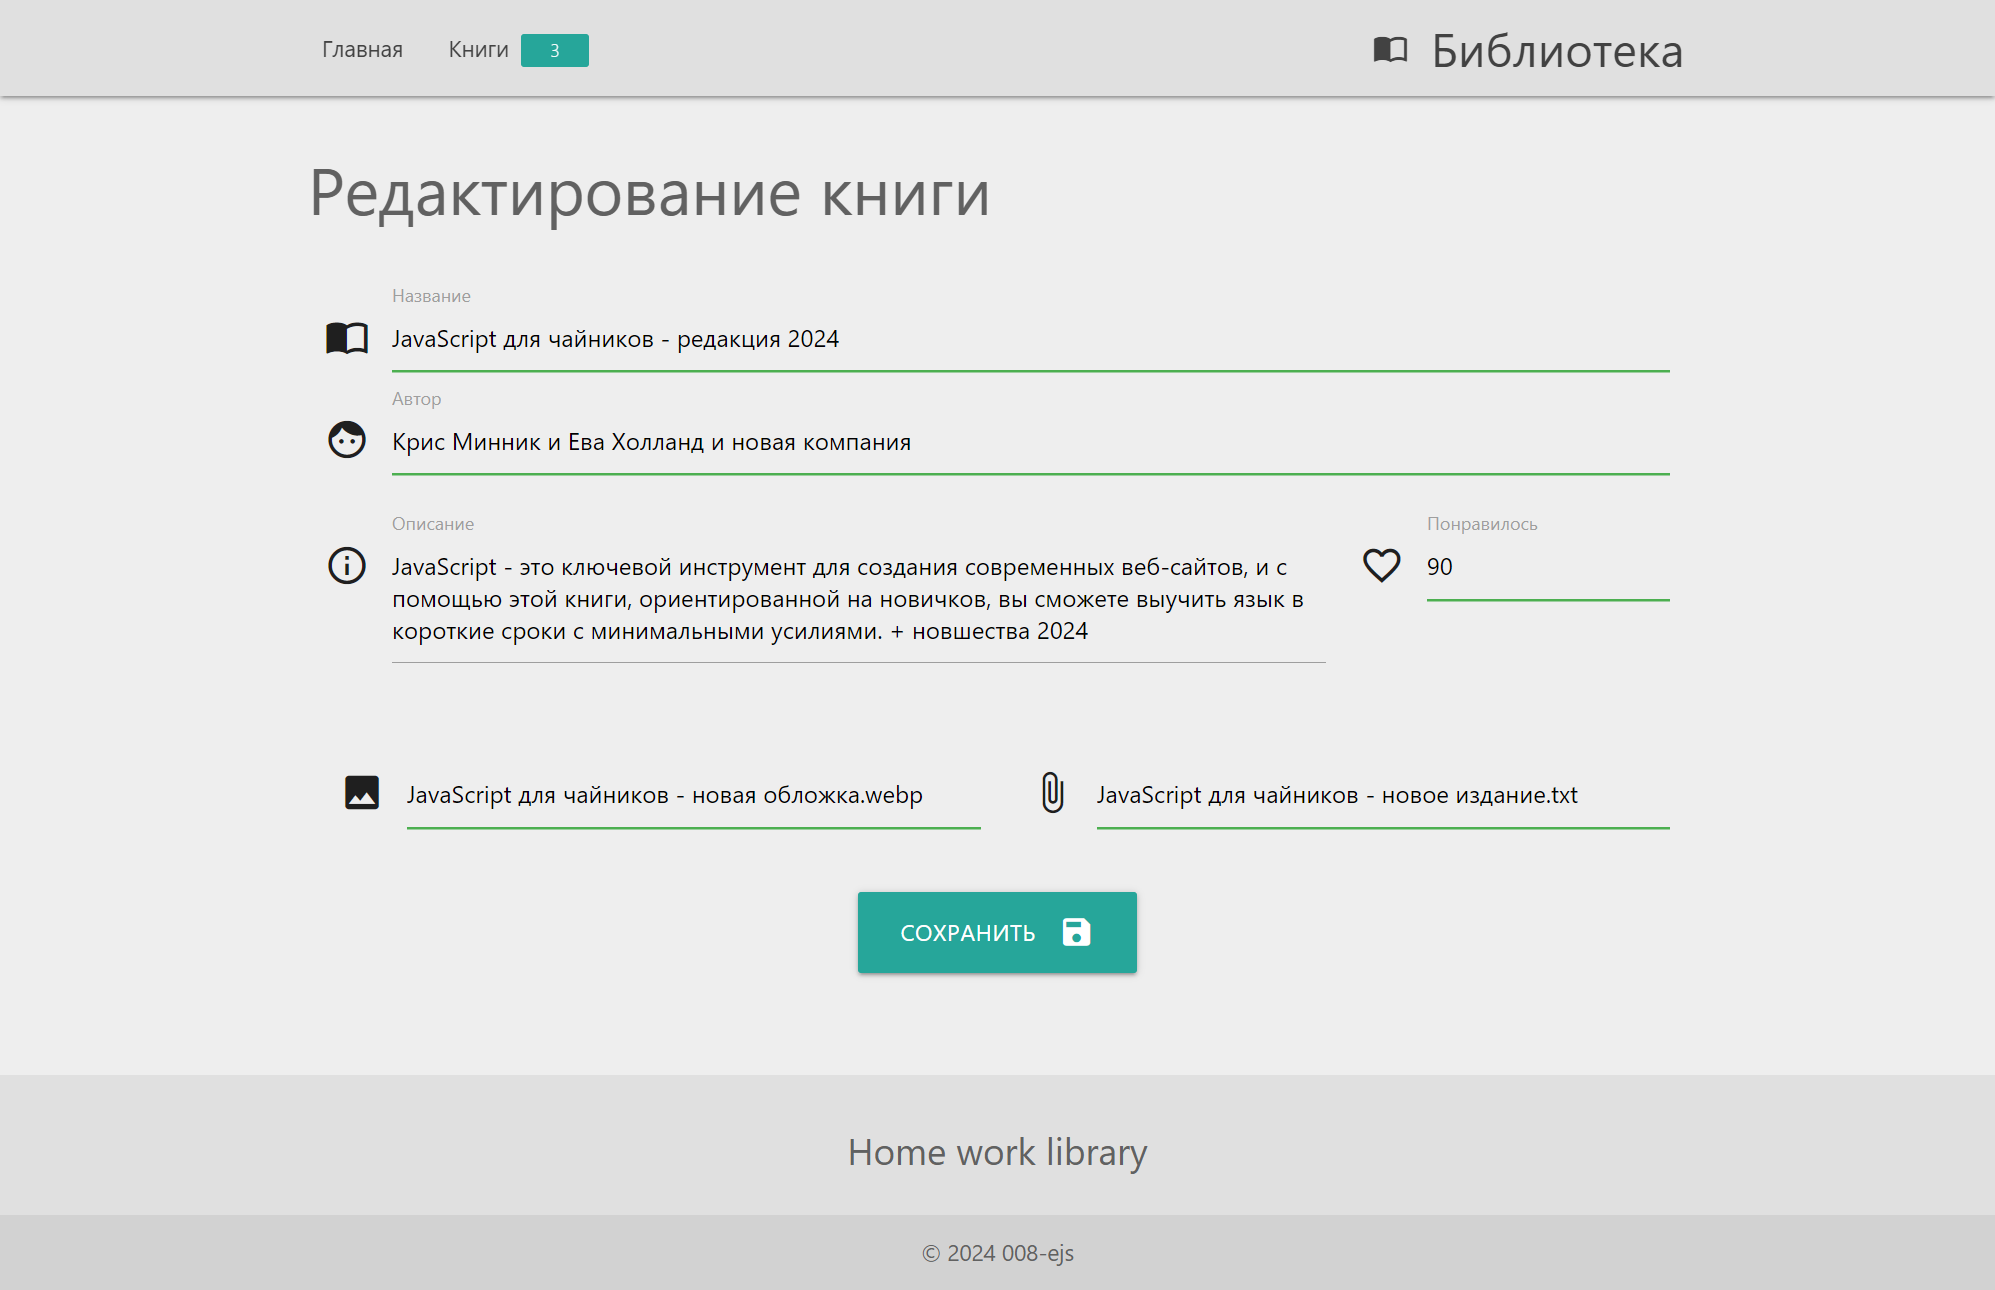 Главная
Книги
3
Библиотека
Редактирование книги
Название
JavaScript для чайников - редакция 2024
Автор
Крис Минник и Ева Холланд и новая компания
Описание
JavaScript - это ключевой инструмент для создания современных веб-сайтов, и с
помощью этой книги, ориентированной на новичков, вы сможете выучить язык в
короткие сроки с минимальными усилиями. + новшества 2024
Понравилось
90
JavaScript для чайников - новая обложка.webp
JavaScript для чайников - новое издание.txt
СОХРАНИТЬ
Home work library
© 2024 008-ejs